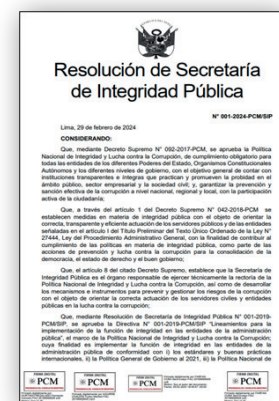 Resolución de Secretaría
de Integridad Pública
N° 001-2024-PCM/SIP
Lima, 29 de febrero de 2024
CONSIDERANDO:
Que, mediante Decreto Supremo N° 092-2017-PCM, se aprueba la Política
Nacional de Integridad y Lucha contra la Corrupción, de cumplimiento obligatorio para
todas las entidades de los diferentes Poderes del Estado, Organismos Constitucionales
Autónomos y los diferentes niveles de gobierno, con el objetivo general de contar con
instituciones transparentes e íntegras que practican y promueven la probidad en el
ámbito público, sector empresarial y la sociedad civil; y, garantizar la prevención y
sanción efectiva de la corrupción a nivel nacional, regional y local, con la participación
activa de la ciudadanía;
Que, a través del artículo 1 del Decreto Supremo N° 042-2018-PCM se
establecen medidas en materia de integridad pública con el objeto de orientar la
correcta, transparente y eficiente actuación de los servidores públicos y de las entidades
señaladas en el artículo I del Título Preliminar del Texto Único Ordenado de la Ley N°
27444, Ley del Procedimiento Administrativo General, con la finalidad de contribuir al
cumplimiento de las políticas en materia de integridad pública, como parte de las
acciones de prevención y lucha contra la corrupción para la consolidación de la
democracia, el estado de derecho y el buen gobierno;
Que, el artículo 8 del citado Decreto Supremo, establece que la Secretaría de
Integridad Pública es el órgano responsable de ejercer técnicamente la rectoría de la
Política Nacional de Integridad y Lucha contra la Corrupción, así como de desarrollar
los mecanismos e instrumentos para prevenir y gestionar los riesgos de la corrupción
con el objeto de orientar la correcta actuación de los servidores civiles y entidades
públicas en la lucha contra la corrupción;
Que, mediante Resolución de Secretaría de Integridad Pública N° 001-2019-
PCM/SIP, se aprueba la Directiva N° 001-2019-PCM/SIP "Lineamientos para la
implementación de la función de integridad en las entidades de la administración
pública", el marco de la Política Nacional de Integridad y Lucha contra la Corrupción;
cuya finalidad es implementar la función de integridad en las entidades de la
administración pública de conformidad con i) los estándares y buenas prácticas
internacionales, ii) la Política General de Gobierno al 2021, iii) la Política Nacional de
FIRMA DIGITAL
PCM
FIRMA DIGITAL
PCM
FIRMA DIGITAL
PCM
FIRMA DIGITAL
PCM